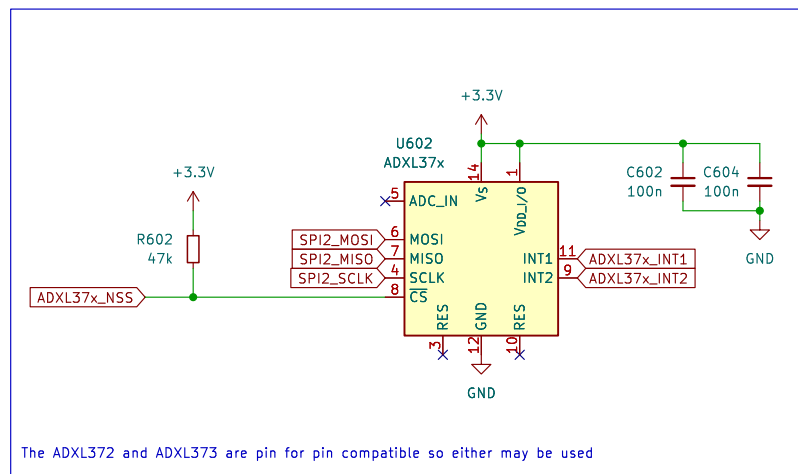 +3.3V
U602
ADXL37x
+3.3V
C602
100n
C604
100n
14
1
Vs
VDD_I/O
5
ADC_IN
R602
47k
SPI2_MOSI
6
MOSI
SPI2_MISO
7
MISO
INT1
11
ADXL37x_INT1
GND
SPI2_SCLK
4
SCLK
INT2
9
ADXL37x_INT2
ADXL37x_NSS
8
CS
RES
GND
RES
3
12
10
GND
The ADXL372 and ADXL373 are pin for pin compatible so either may be used